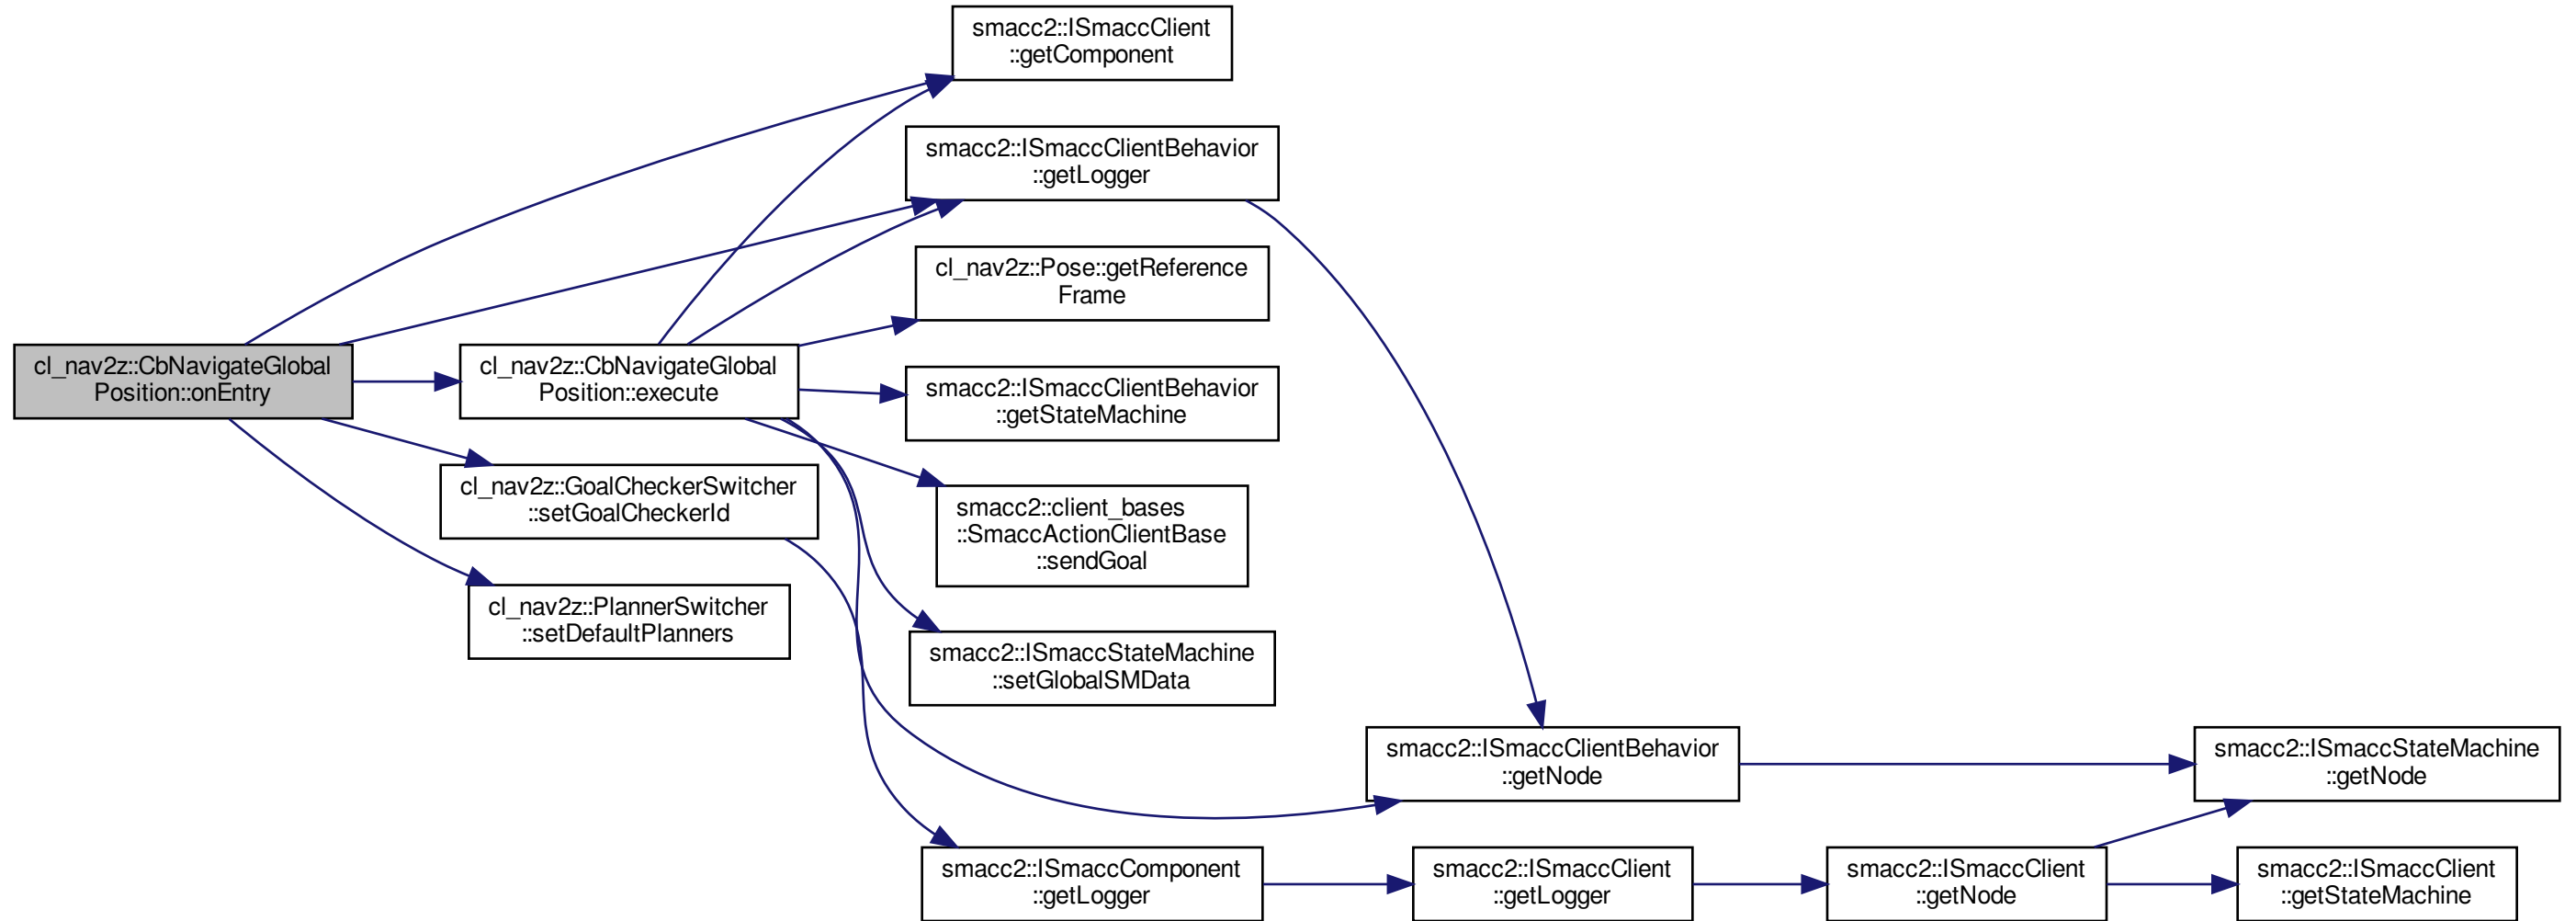 smacc2::ISmaccClient
::getComponent
smacc2::ISmaccClientBehavior
::getLogger
cl_nav2z::Pose::getReference
Frame
cl_nav2z::CbNavigateGlobal
Position::onEntry
cl_nav2z::CbNavigateGlobal
Position::execute
smacc2::ISmaccClientBehavior
::getStateMachine
cl_nav2z::GoalCheckerSwitcher
::setGoalCheckerId
smacc2::client_bases
::SmaccActionClientBase
::sendGoal
cl_nav2z::PlannerSwitcher
::setDefaultPlanners
smacc2::ISmaccStateMachine
::setGlobalSMData
smacc2::ISmaccClientBehavior
::getNode
smacc2::ISmaccStateMachine
::getNode
smacc2::ISmaccComponent
::getLogger
smacc2::ISmaccClient
::getLogger
smacc2::ISmaccClient
::getNode
smacc2::ISmaccClient
::getStateMachine